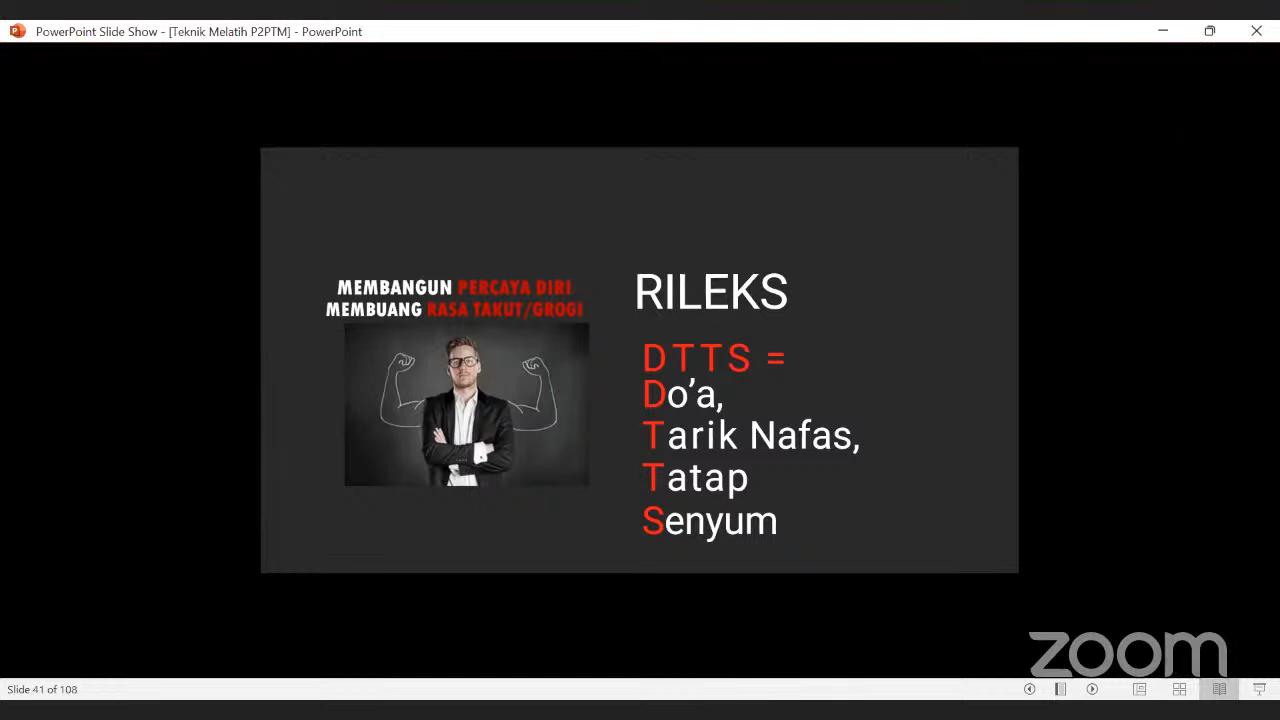 PowerPoint Slide Show - [Teknik Melatih P2PTM] - PowerPoint
MEMBANGUN PERCAYA DIRI
MEMBUANG RASA TAKUT/GROGI
RILEKS
DTTS =
Do’a,
Tarik Nafas,
Tatap
Senyum
zoom
Slide 41 of 108